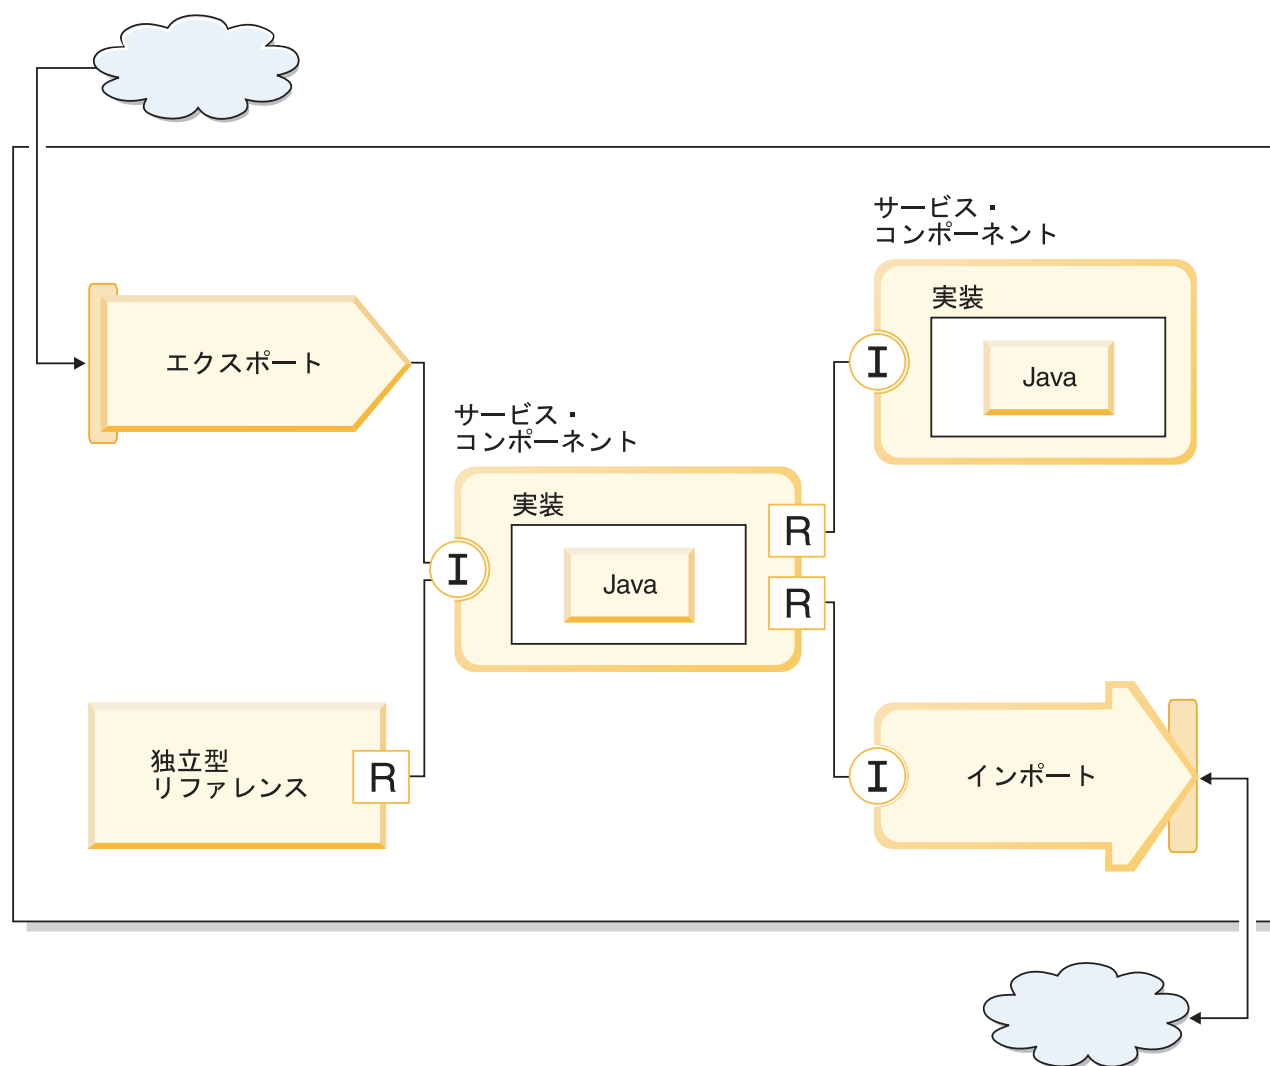 サービス・
コンポーネント
実装
I
Java
エクスポート
サービス・
コンポーネント
実装
I
Java
R
R
独立型
リファレンス
R
I
インポート